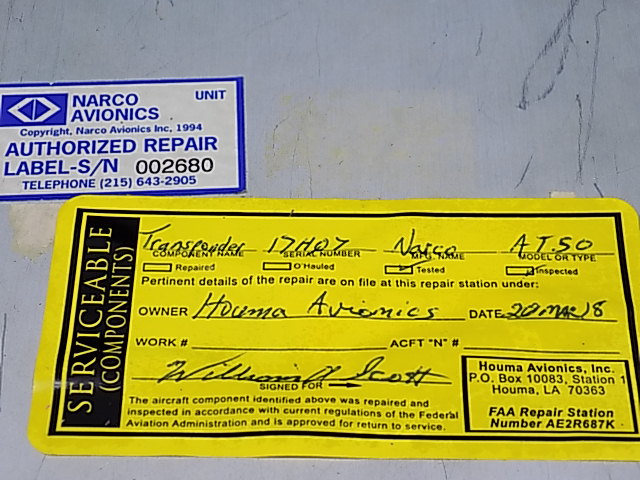 NARCO AVIONICS UNIT
Copyright, Narco Avionics Inc, 1994
AUTHORIZED REPAIR
LABEL-S/N 002680
TELEPHONE (215) 643-2905
SERVICEABLE
(COMPONENTS)
Transponder 17407 Narco AT.50
COMPONENT NAME SERIAL NUMBER MFG. NAME MODEL OR TYPE
Repaired O'Hauled Tested Inspected
Pertinent details of the repair are on file at this repair station under:
OWNER Houma Avionics DATE 20 MAR 18
WORK # ACFT "N" #
William Scott
SIGNED FOR
The aircraft component identified above was repaired and
inspected in accordance with current regulations of the Federal
Aviation Administration and is approved for return to service.
Houma Avionics, Inc.
P.O. Box 10083, Station 1
Houma, LA 70363
FAA Repair Station
Number AE2R687K